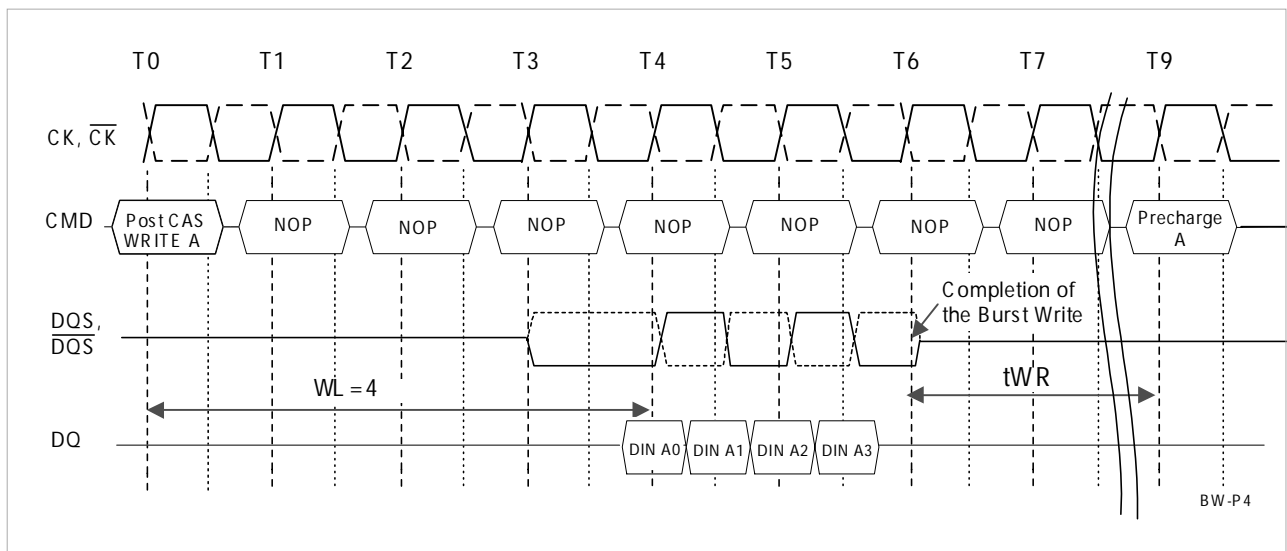 T0 T1 T2 T3 T4 T5 T6 T7 T9
CK, CK
CMD
Post CAS
WRITE A
NOP NOP NOP NOP NOP NOP NOP
Precharge
A
DQS,
DQS
Completion of
the Burst Write
WL = 4
tWR
DQ
DIN A0 DIN A1 DIN A2 DIN A3
BW-P4